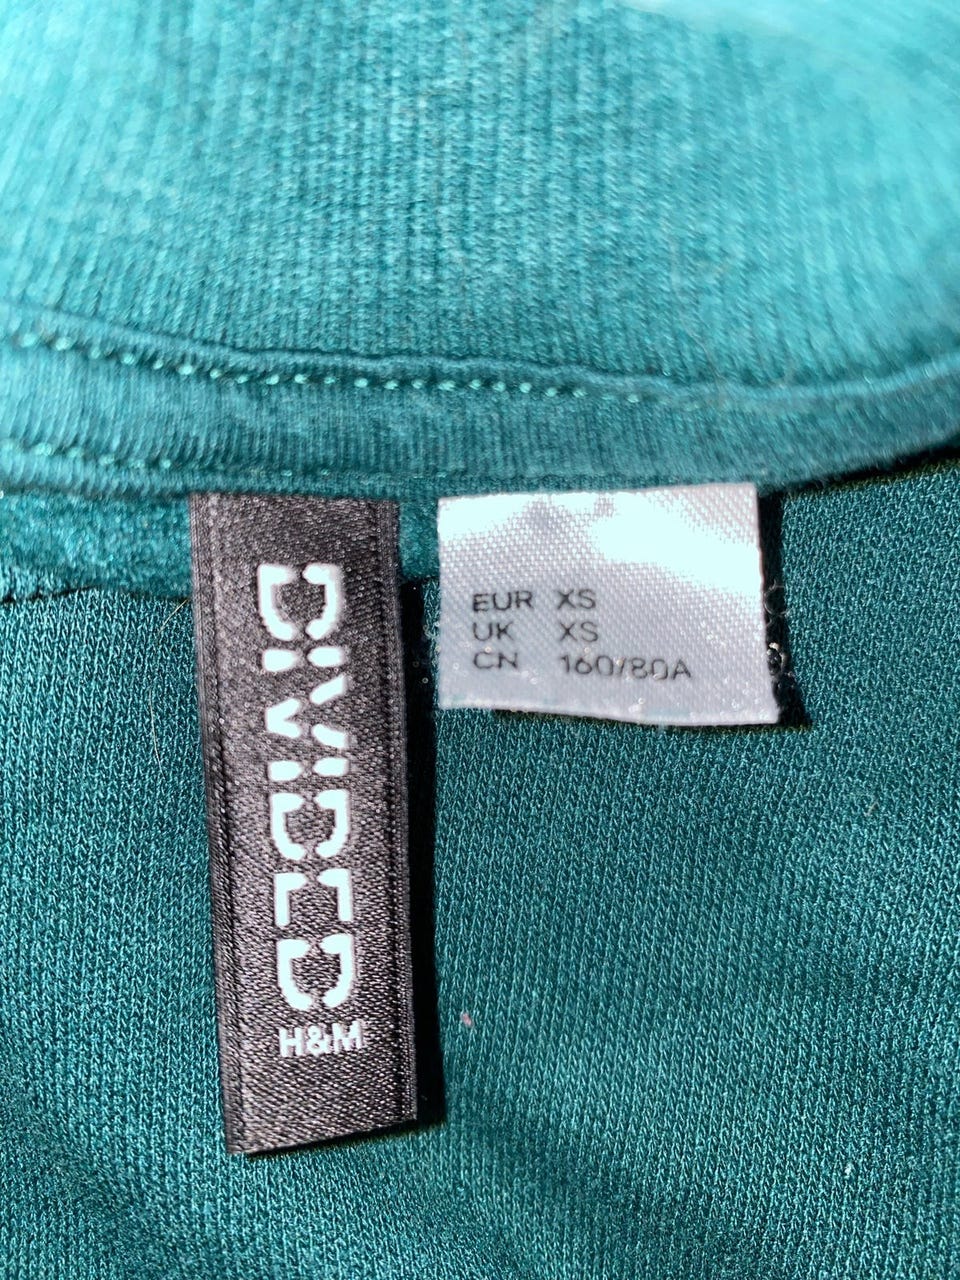 DIVIDED
H&M
EUR XS
UK XS
CN 160/80A